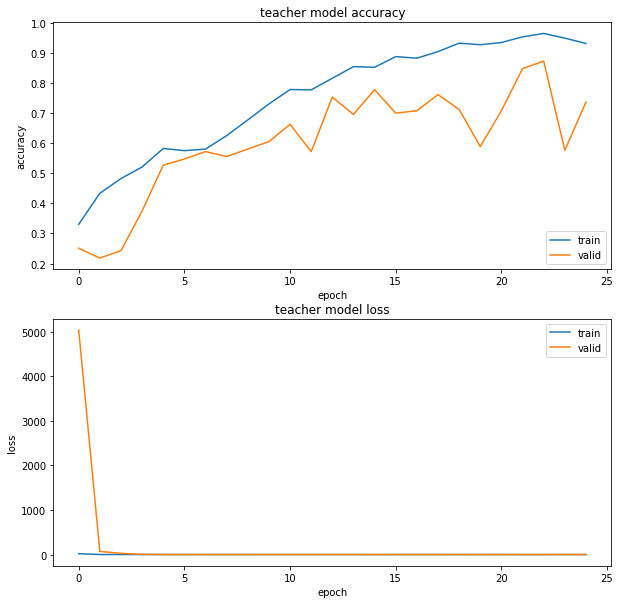 teacher model accuracy
1.0
0.9
0.8
0.7
0.6
0.5
0.4
0.3
0.2
accuracy
0 5 10 15 20 25
epoch
train
valid
teacher model loss
5000
4000
3000
2000
1000
0
loss
0 5 10 15 20 25
epoch
train
valid